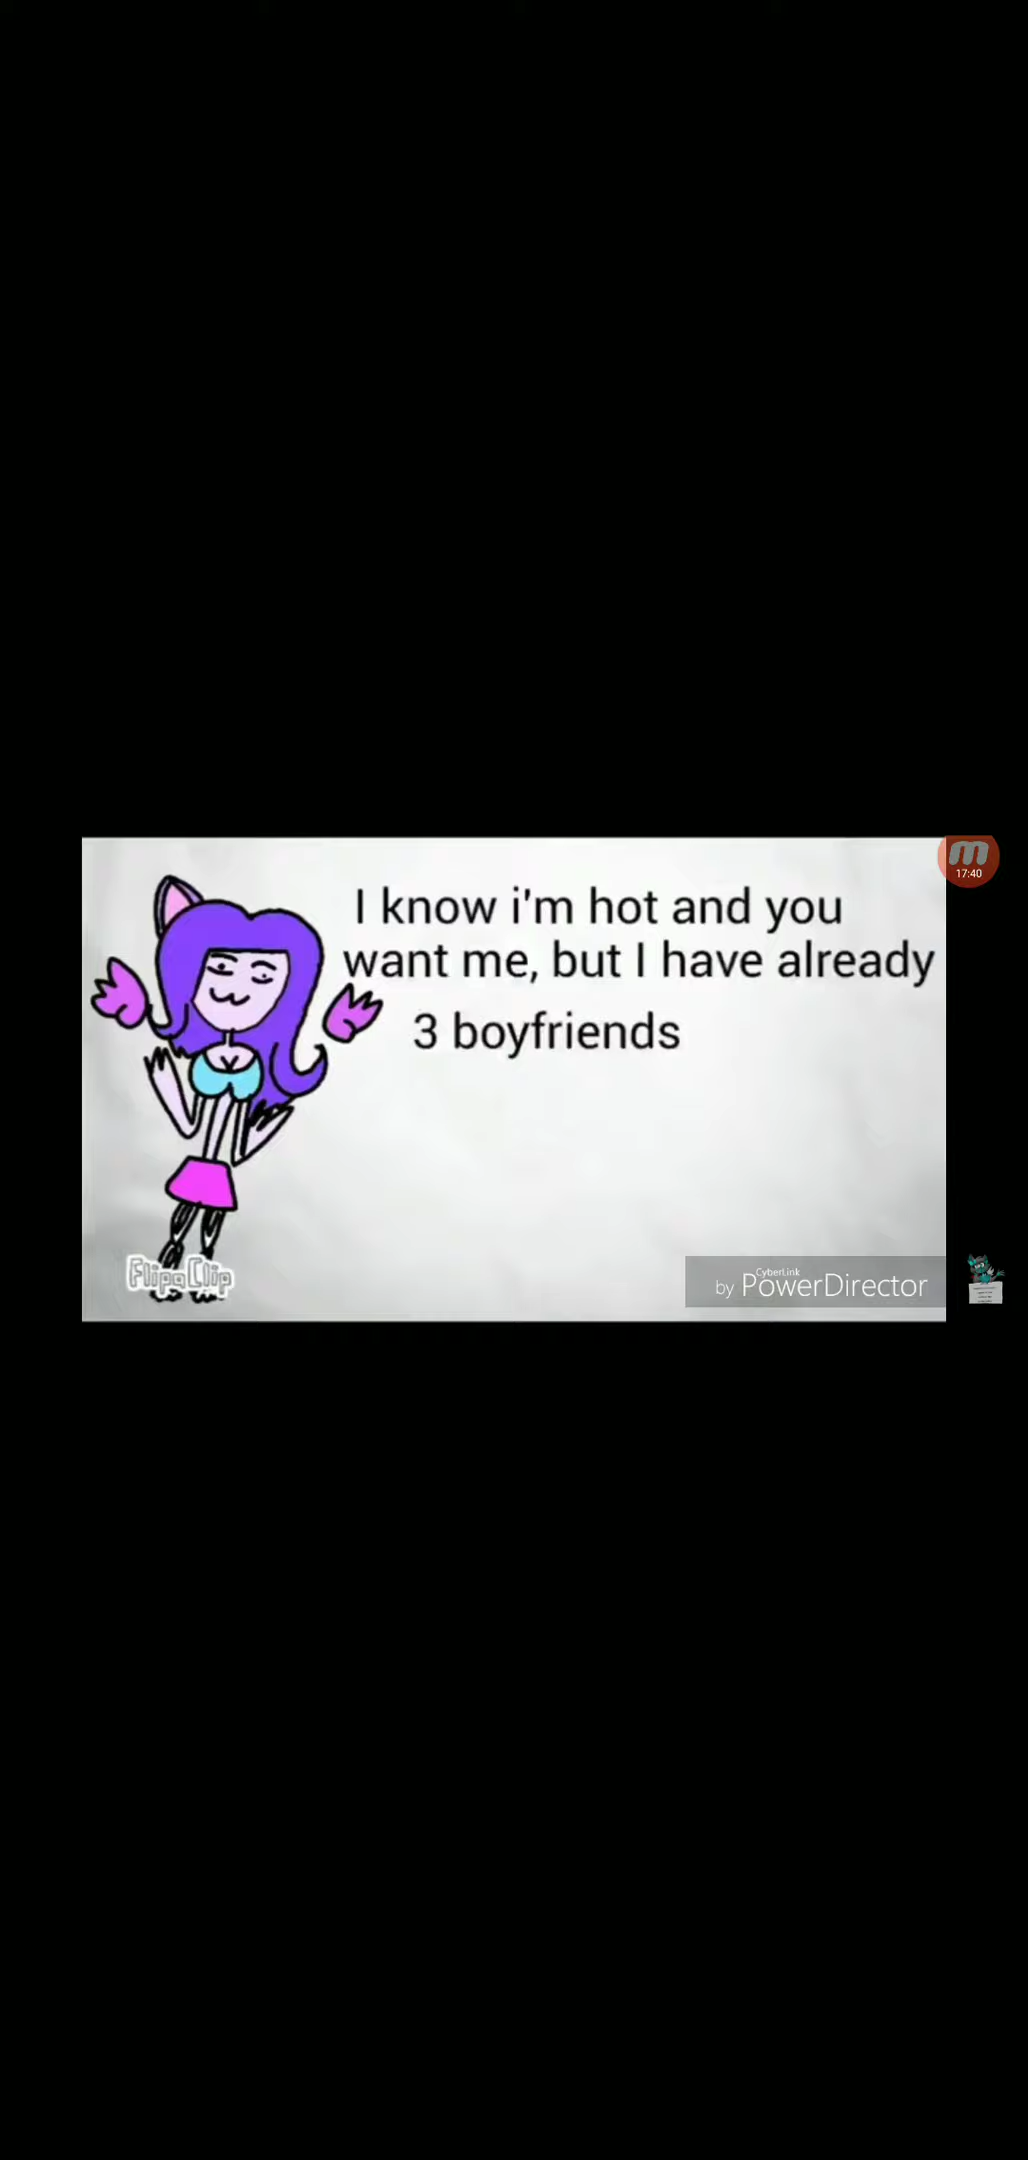 I know i'm hot and you
want me, but I have already
3 boyfriends
17:40
FlipaClip
CyberLink
by PowerDirector